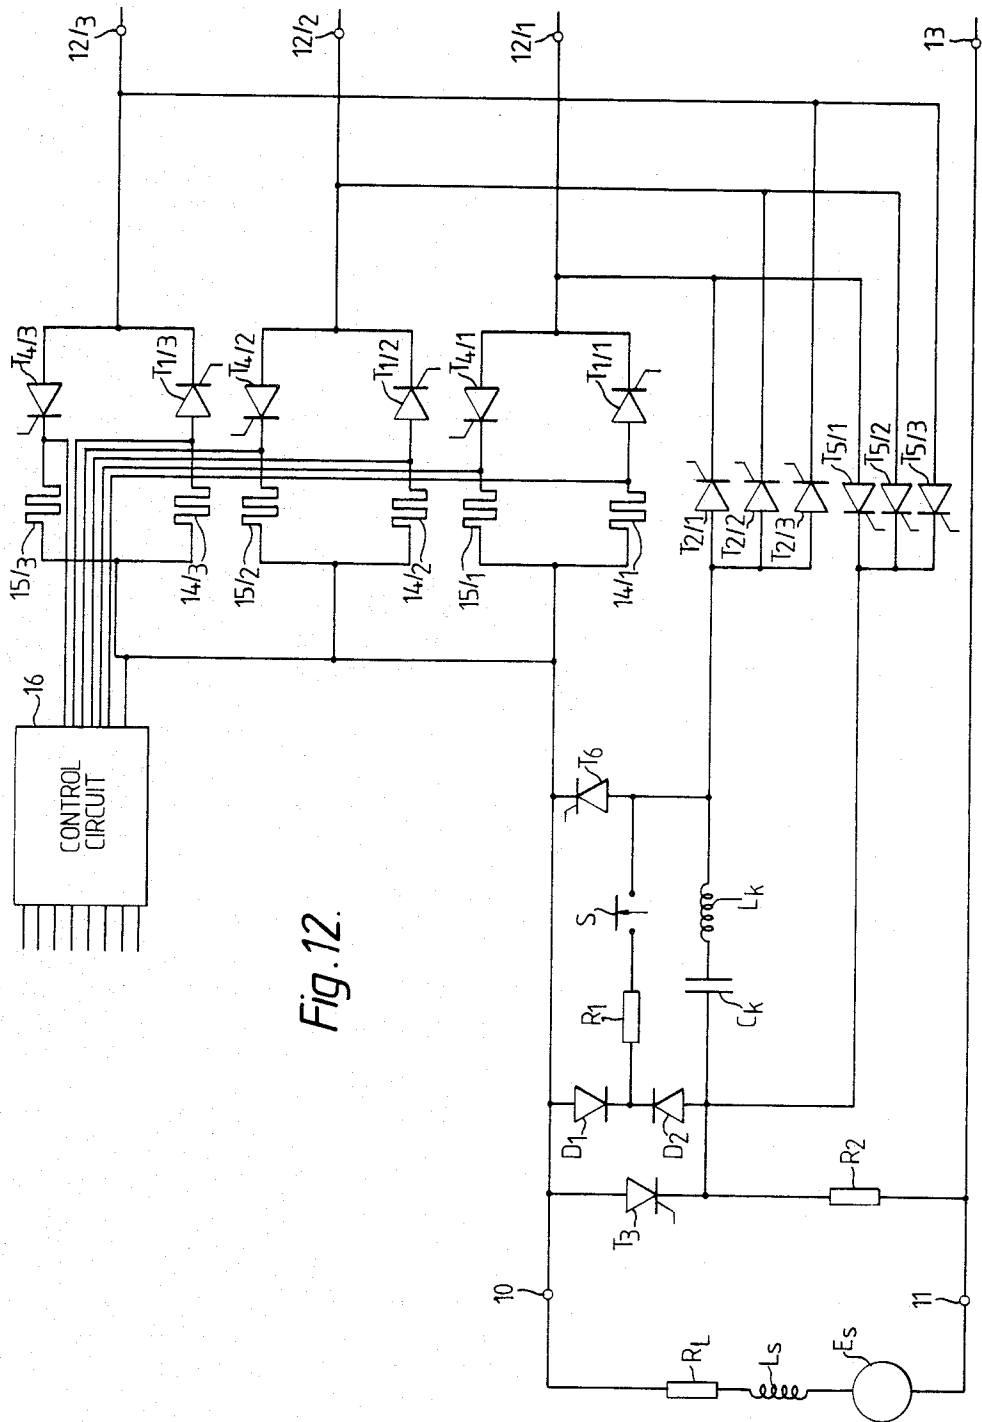 12/3
12/2
12/1
13
T4/3
T1/3
T4/2
T1/2
T4/1
T1/1
15/3
14/3
15/2
14/2
15/1
14/1
T2/1
T2/2
T2/3
T5/1
T5/2
T5/3
16
CONTROL
CIRCUIT
T6
S
LK
R1
CK
D1
D2
T3
R2
10
11
RL
LS
ES
Fig.12.